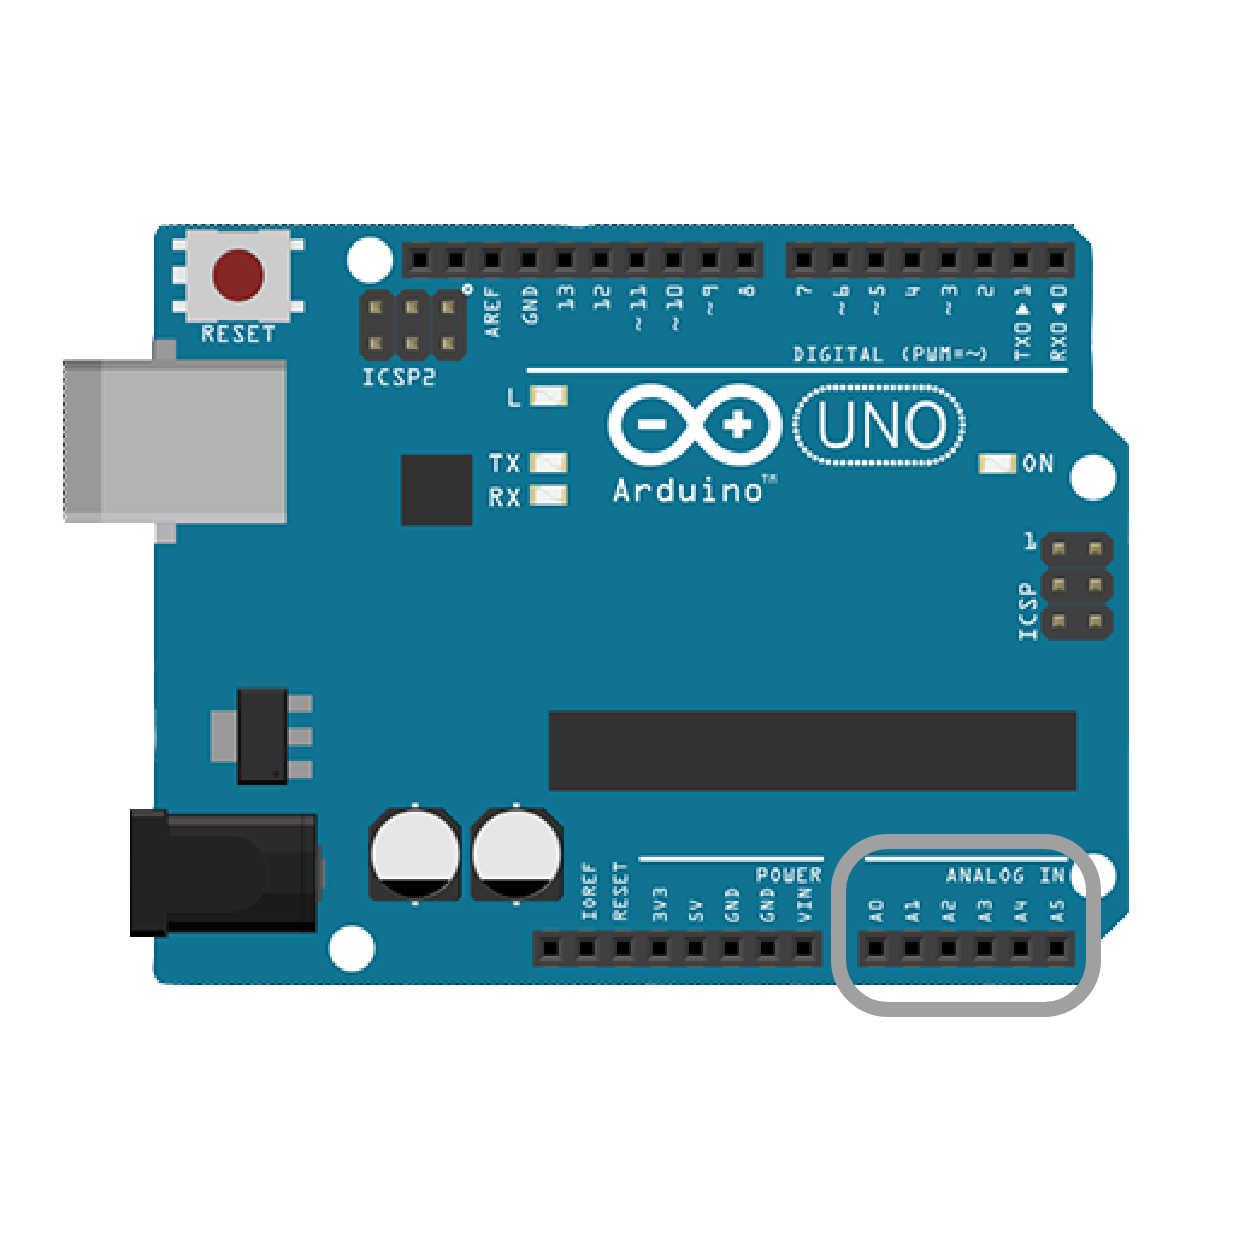 RESET
ICSP2
AREF
GND
13
12
~11
~10
~9
8
7
~6
~5
4
~3
2
TX0▶1
RX0◀0
DIGITAL (PWM=~)
L
TX
RX
Arduino™
UNO
ON
1
ICSP
POWER
IOREF
RESET
3V3
5V
GND
GND
VIN
ANALOG IN
A0
A1
A2
A3
A4
A5